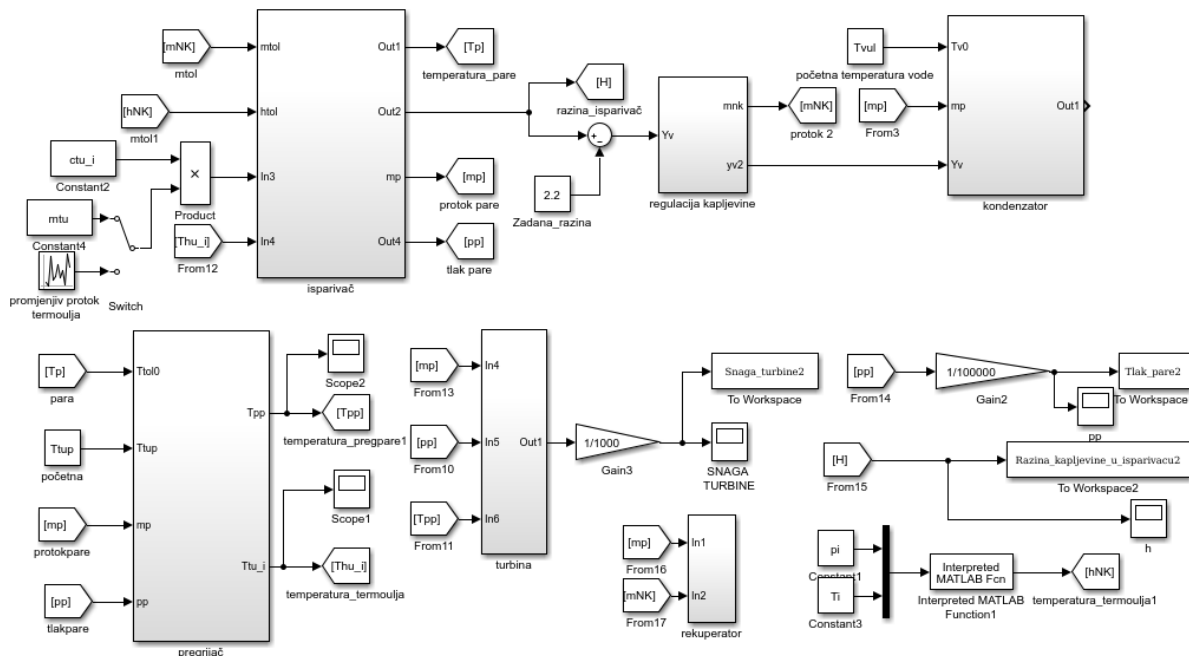 [mNK]
mtol
[hNK]
mtol1
ctu_i
Constant2
mtu
Constant4
promjenjiv protok
termoulja
Switch
×
Product
[Thu_i]
From12
mtol
htol
In3
In4
Out1
Out2
mp
Out4
isparivač
[Tp]
temperatura_pare
[H]
razina_isparivač
[mp]
protok pare
[pp]
tlak pare
+
−
2.2
Zadana_razina
Yv
mnk
yv2
regulacija kapljevine
[mNK]
protok 2
Tvul
početna temperatura vode
[mp]
From3
Tv0
mp
Yv
Out1
kondenzator
[Tp]
para
Ttup
početna
[mp]
protokpare
[pp]
tlakpare
Ttol0
Ttup
mp
pp
Tpp
Ttu_i
pregrijač
Scope2
[Tpp]
temperatura_pregpare1
Scope1
[Thu_i]
temperatura_termoulja
[mp]
From13
[pp]
From10
[Tpp]
From11
In4
In5
In6
Out1
turbina
1/1000
Gain3
Snaga_turbine2
To Workspace
SNAGA
TURBINE
[mp]
From16
[mNK]
From17
In1
In2
rekuperator
[pp]
From14
1/100000
Gain2
Tlak_pare2
To Workspace
pp
[H]
From15
Razina_kapljevine_u_isparivacu2
To Workspace2
h
pi
Constant1
Ti
Constant3
Interpreted
MATLAB Fcn
Interpreted MATLAB
Function1
[hNK]
temperatura_termoulja1